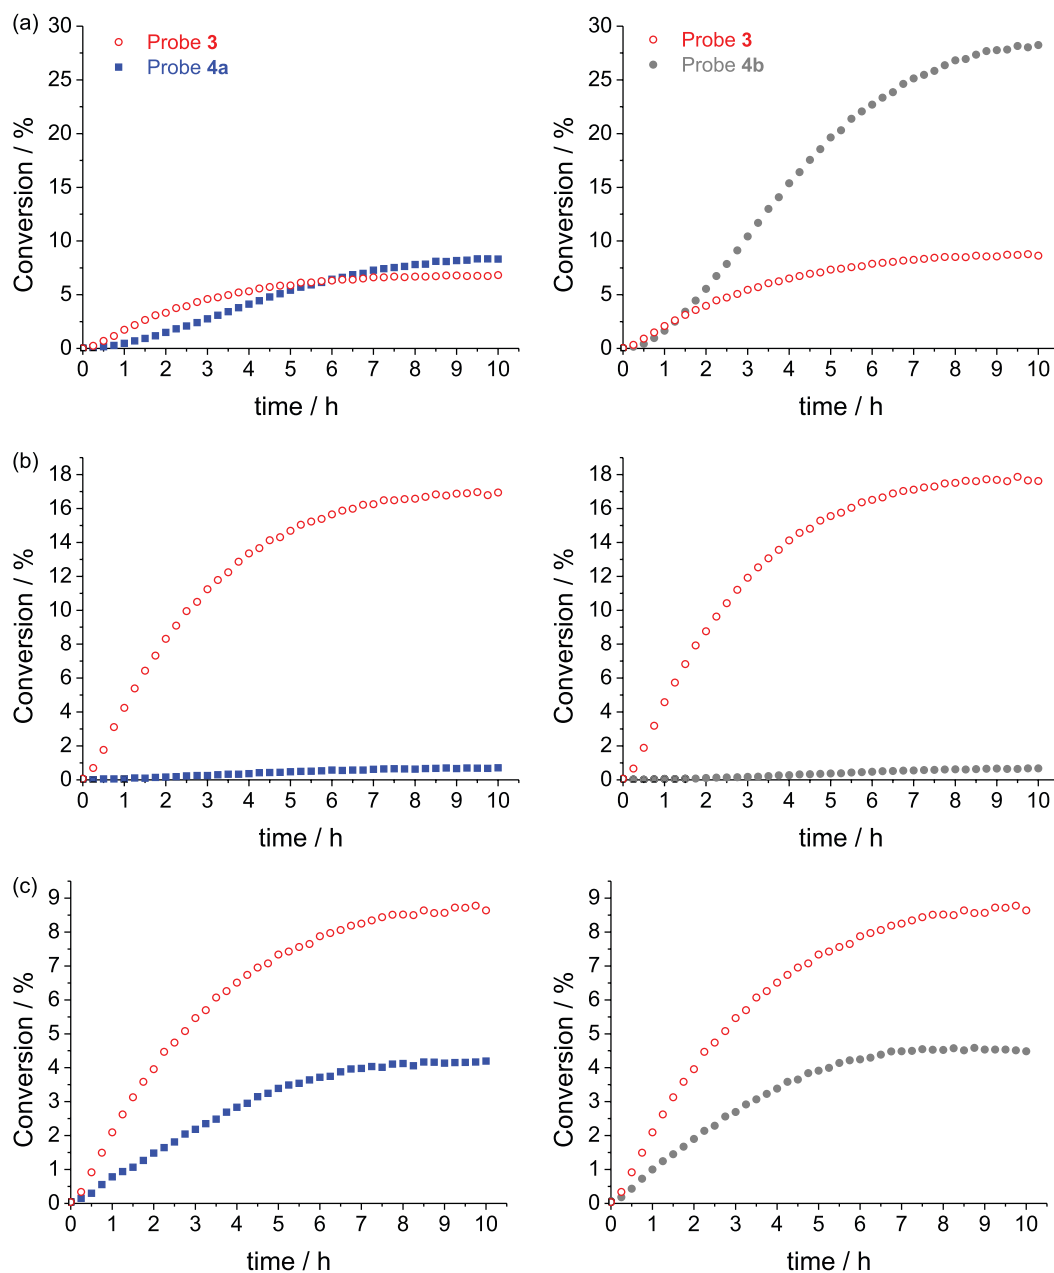 (a)
30
25
20
15
10
5
0
Conversion / %
Probe 3
Probe 4a
0 1 2 3 4 5 6 7 8 9 10
time / h
30
25
20
15
10
5
0
Conversion / %
Probe 3
Probe 4b
0 1 2 3 4 5 6 7 8 9 10
time / h
(b)
18
16
14
12
10
8
6
4
2
0
Conversion / %
0 1 2 3 4 5 6 7 8 9 10
time / h
18
16
14
12
10
8
6
4
2
0
Conversion / %
0 1 2 3 4 5 6 7 8 9 10
time / h
(c)
9
8
7
6
5
4
3
2
1
0
Conversion / %
0 1 2 3 4 5 6 7 8 9 10
time / h
9
8
7
6
5
4
3
2
1
0
Conversion / %
0 1 2 3 4 5 6 7 8 9 10
time / h